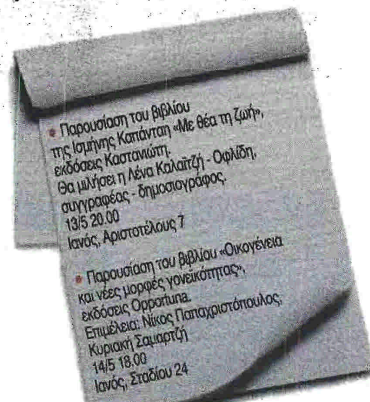 • Παρουσίαση του βιβλίου
της Ισμήνης Καπάνταη «Με θέα τη ζωή»,
εκδόσεις Καστανιώτη.
Θα μιλήσει η Λένα Καλαϊτζή - Οφλίδη,
συγγραφέας - δημοσιογράφος.
13/5 20.00
Ιανός, Αριστοτέλους 7
• Παρουσίαση του βιβλίου «Οικογένεια
και νέες μορφές γονεϊκότητας»,
εκδόσεις Opportuna.
Επιμέλεια: Νίκος Παπαχριστόπουλος,
Κυριακή Σαμαρτζή
14/5 18.00
Ιανός, Σταδίου 24